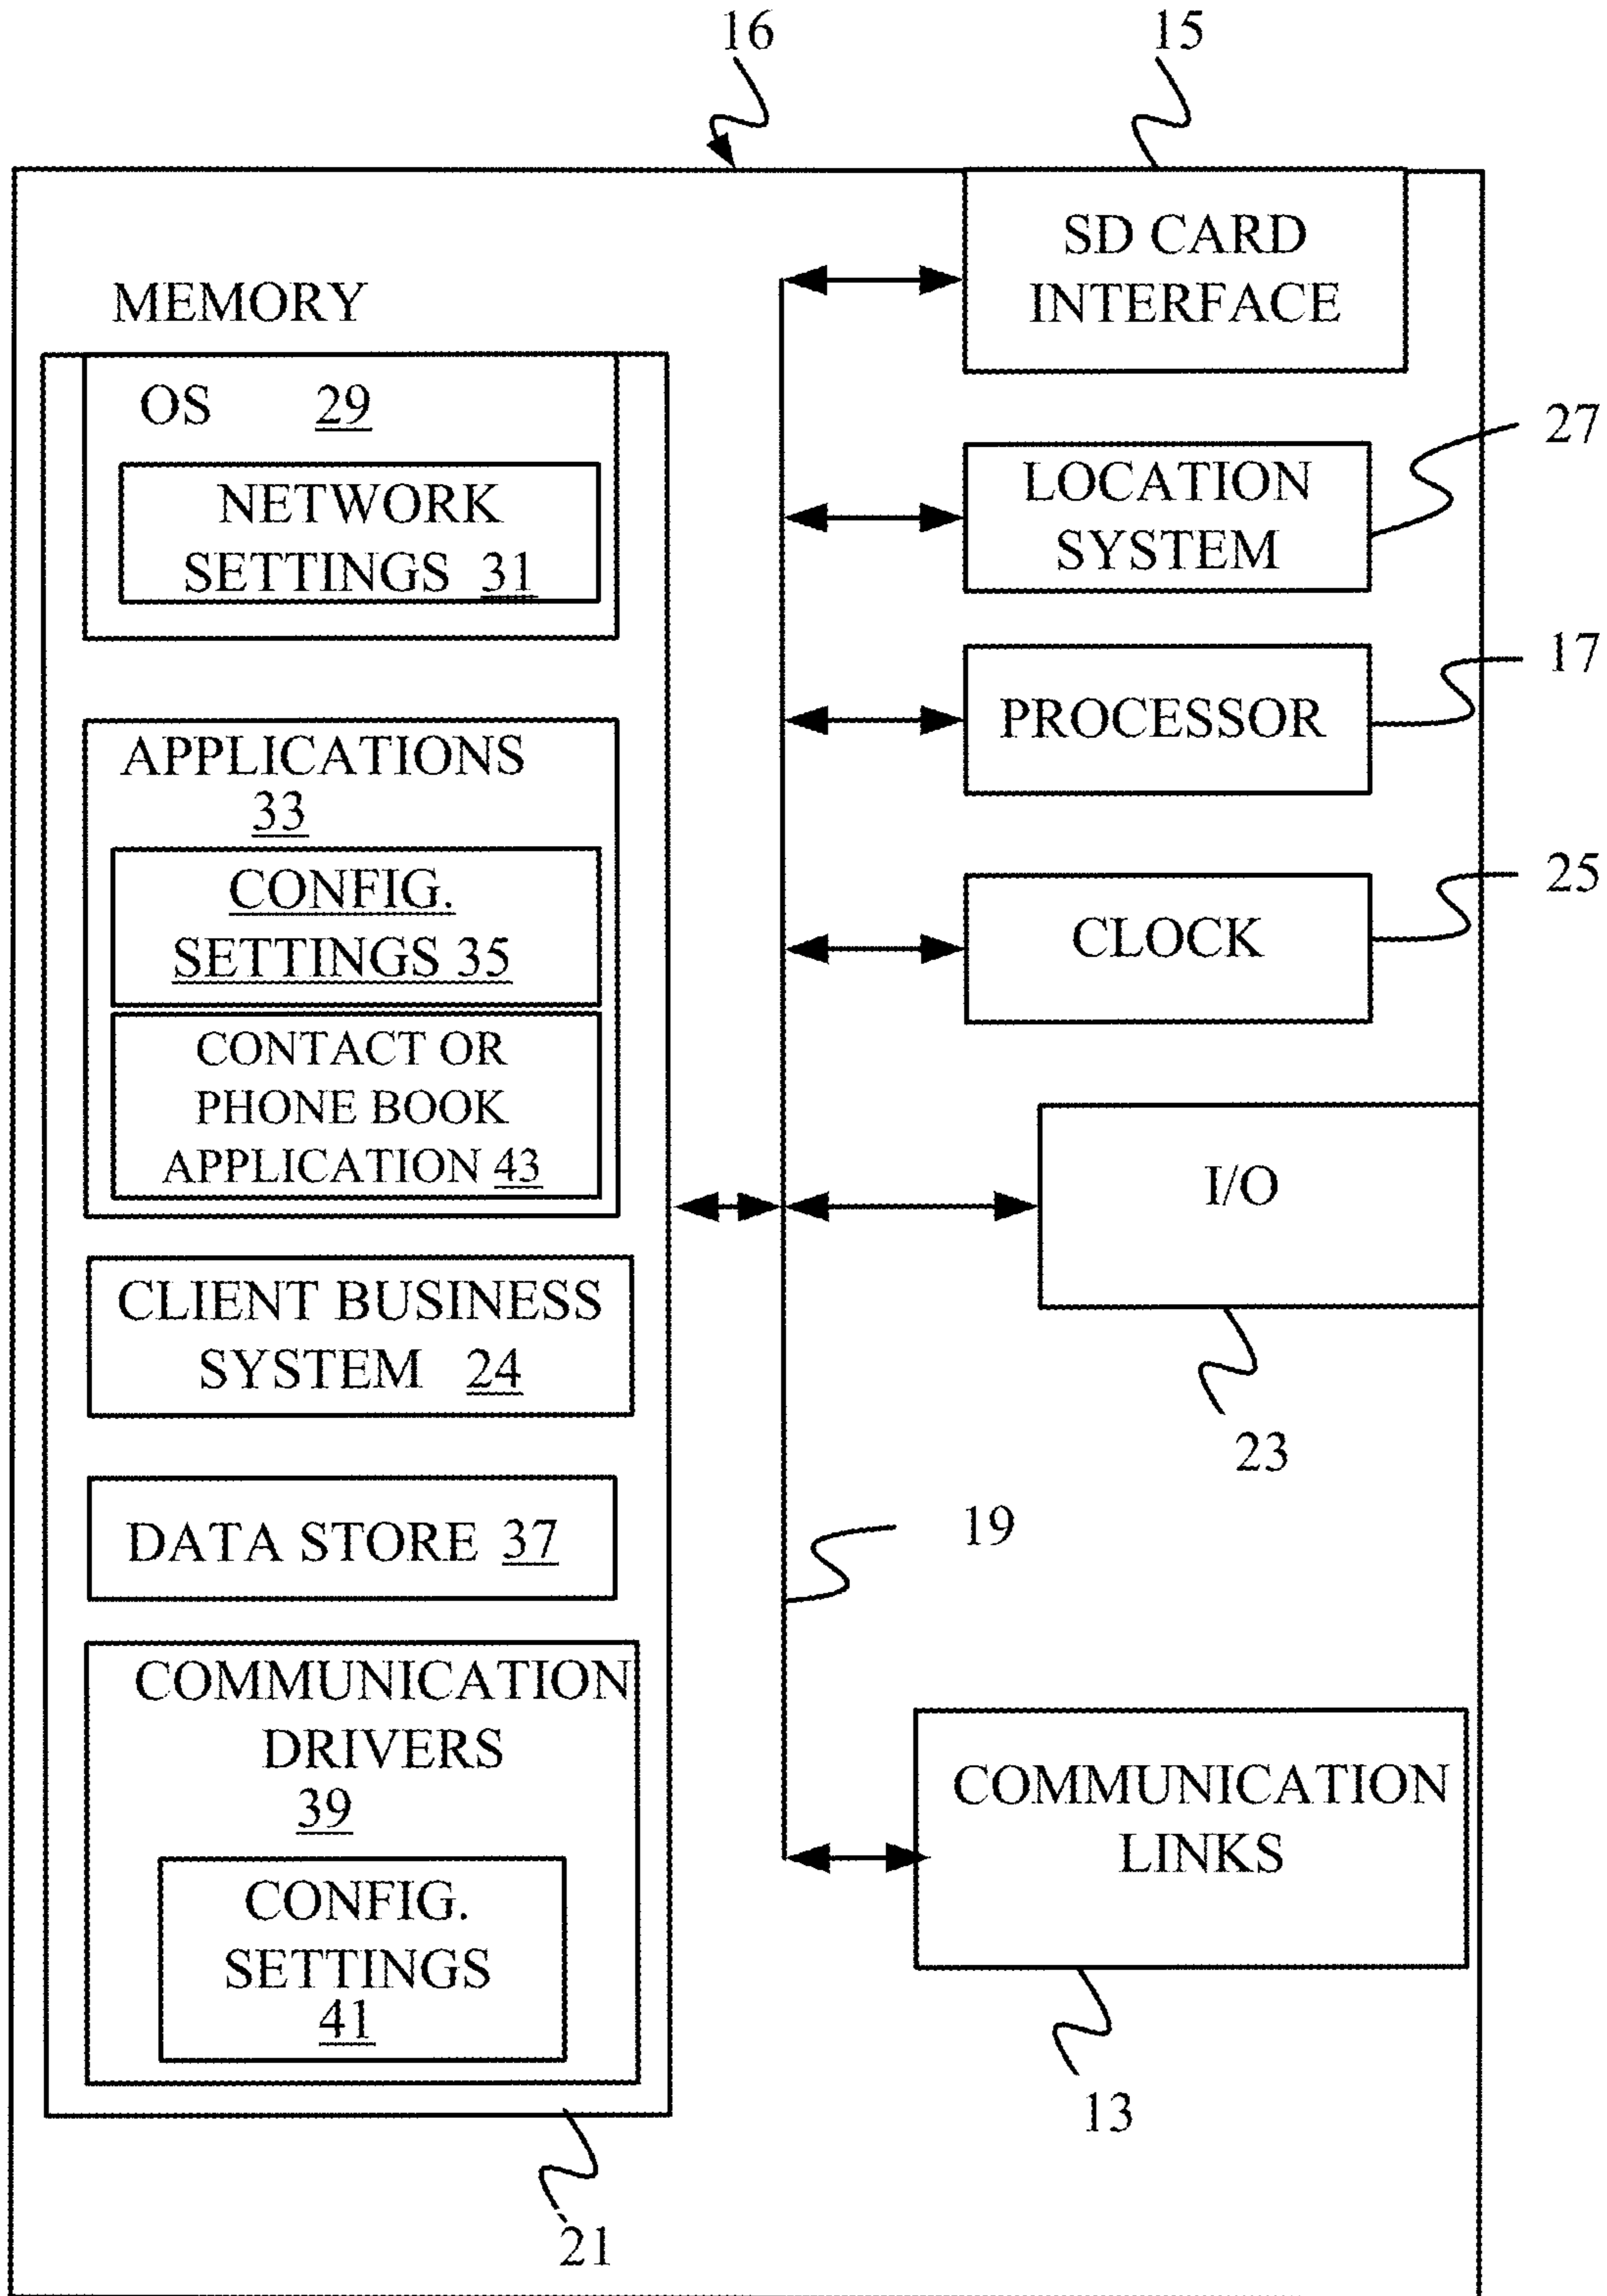 16
15
SD CARD
INTERFACE
MEMORY
OS 29
NETWORK
SETTINGS 31
27
LOCATION
SYSTEM
17
PROCESSOR
APPLICATIONS
33
CONFIG.
SETTINGS 35
25
CLOCK
CONTACT OR
PHONE BOOK
APPLICATION 43
I/O
23
CLIENT BUSINESS
SYSTEM 24
19
DATA STORE 37
COMMUNICATION
DRIVERS
39
CONFIG.
SETTINGS
41
COMMUNICATION
LINKS
13
21